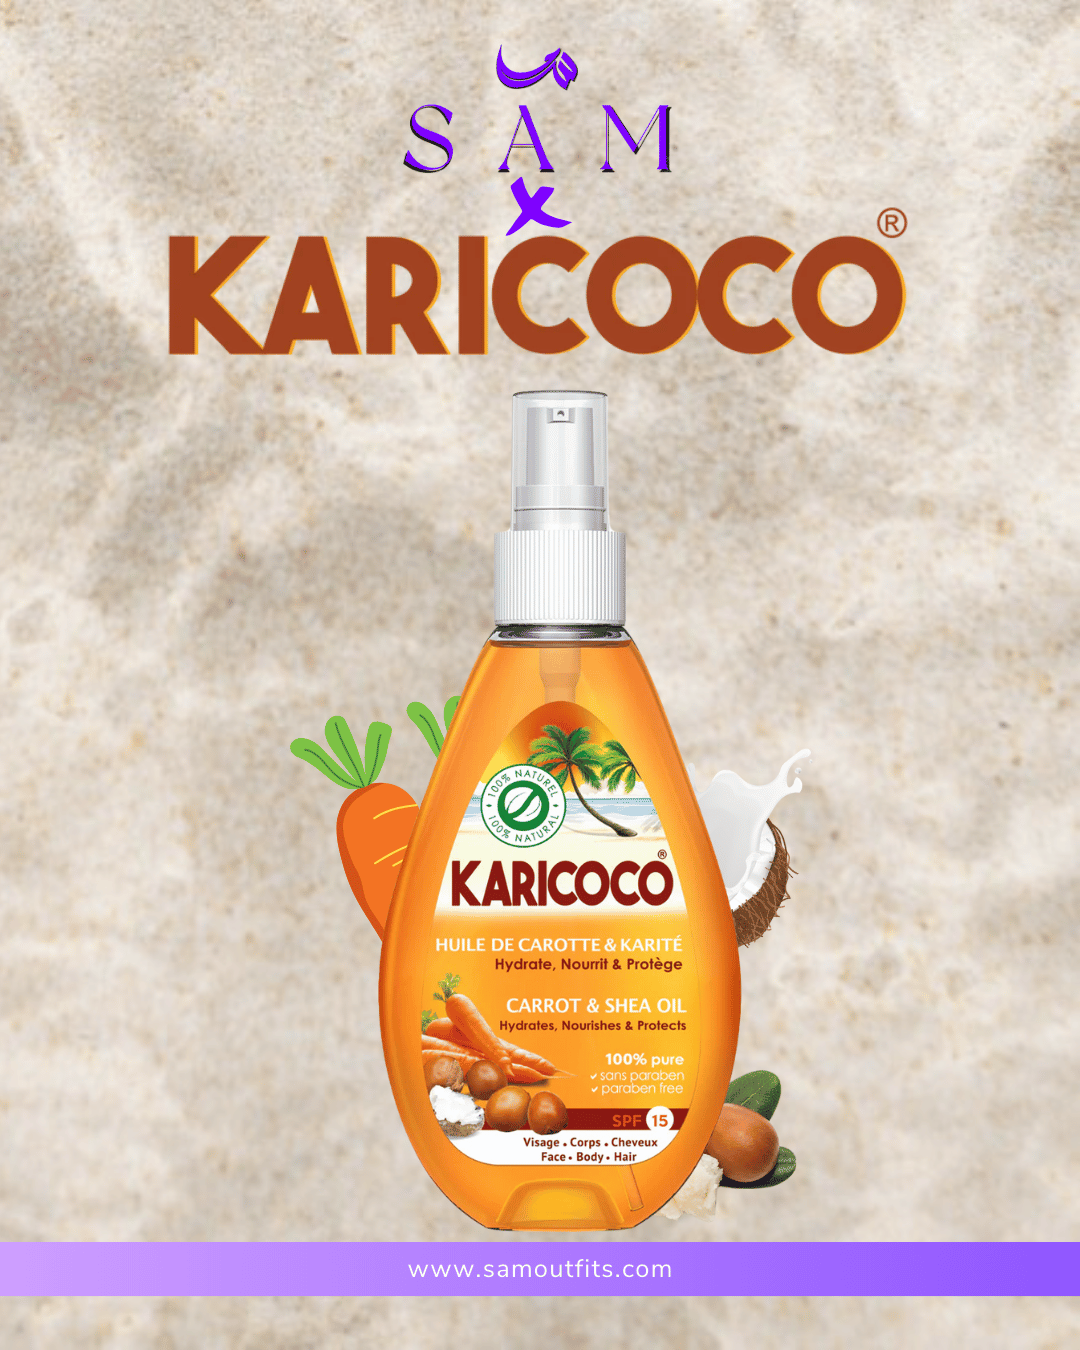 SAM
X
KARICOCO®
100% NATUREL
100% NATURAL
KARICOCO®
HUILE DE CAROTTE & KARITÉ
Hydrate, Nourrit & Protège
CARROT & SHEA OIL
Hydrates, Nourishes & Protects
100% pure
sans paraben
paraben free
SPF 15
Visage • Corps • Cheveux
Face • Body • Hair
www.samoutfits.com